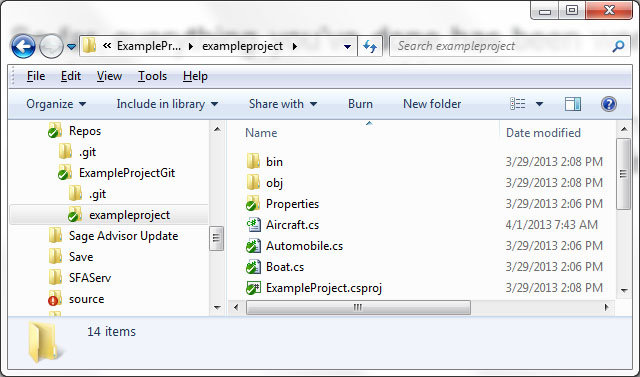 « ExamplePr... ▸ exampleproject ▸ Search exampleproject
File Edit View Tools Help
Organize ▾ Include in library ▾ Share with ▾ Burn New folder
Name Date modified
Repos
.git
ExampleProjectGit
.git
exampleproject
Sage Advisor Update
Save
SFAServ
source
bin 3/29/2013 2:08 PM
obj 3/29/2013 2:08 PM
Properties 3/29/2013 2:08 PM
Aircraft.cs 4/1/2013 7:43 AM
Automobile.cs 3/29/2013 2:06 PM
Boat.cs 3/29/2013 2:06 PM
ExampleProject.csproj 3/29/2013 2:08 PM
14 items